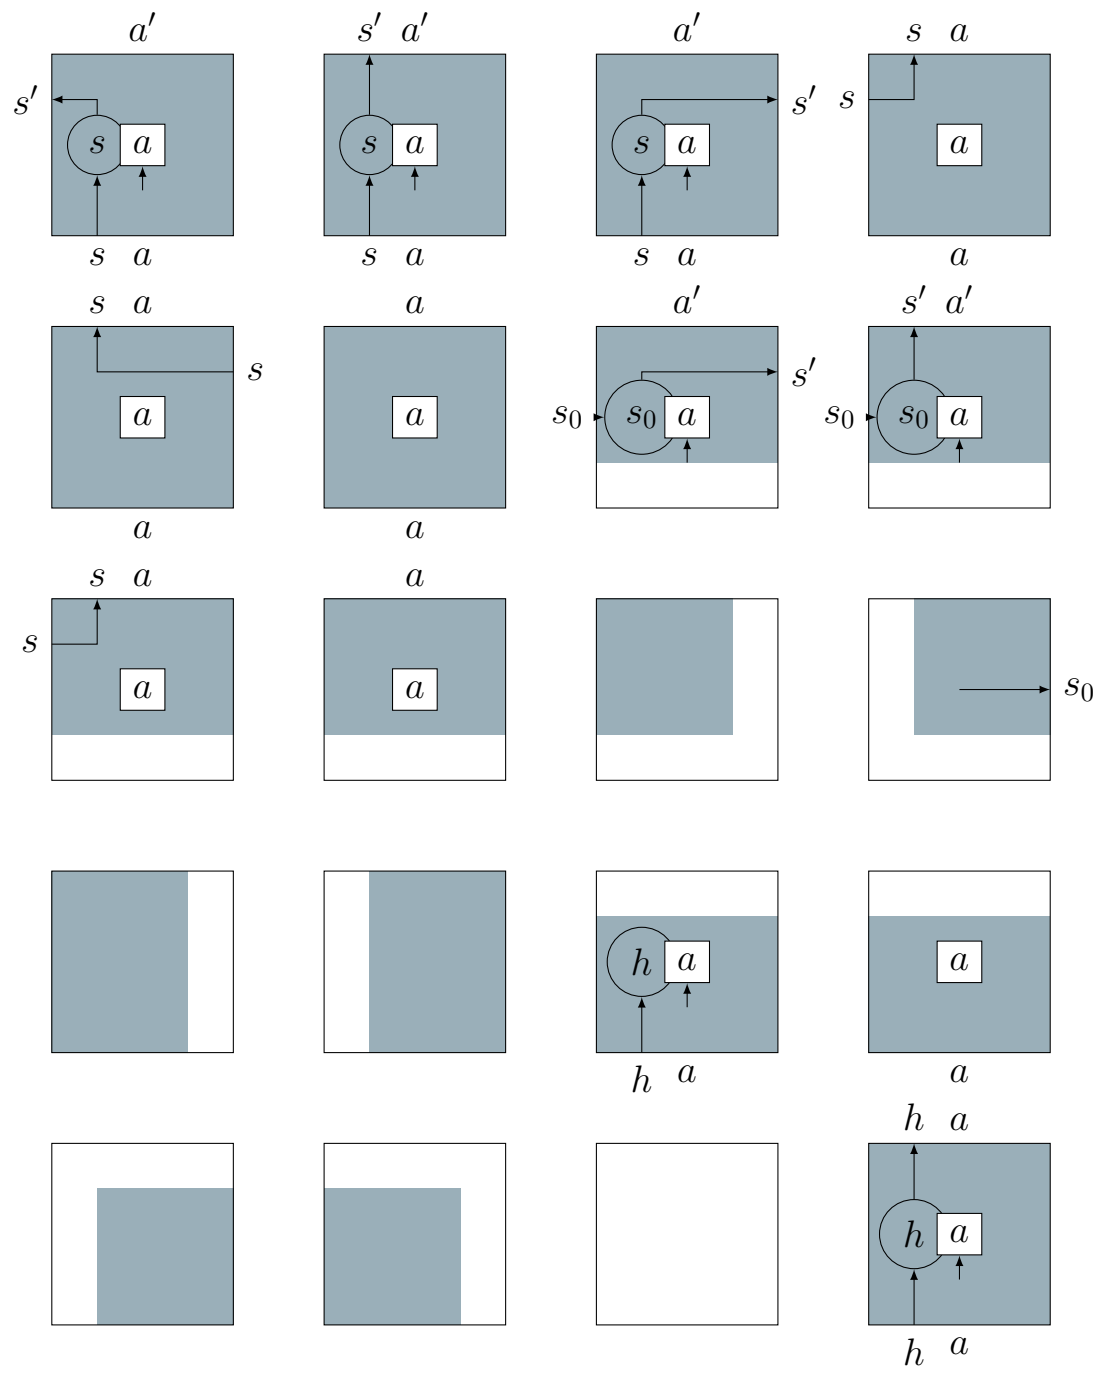 a′ s′ a′ a′ s a
s′ s a s a s a s′ s a
s a s a s a a
s a a a′ s′ a′
a s a s₀ s₀ a s′ s₀ s₀ a
a a
s a a
s a a s₀
h a a
h a a
h a
h a
h a